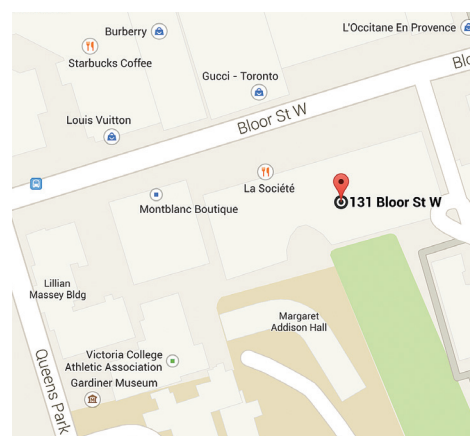 Burberry
L'Occitane En Provence
Starbucks Coffee
Blo
Gucci - Toronto
Bloor St W
Louis Vuitton
La Société
131 Bloor St W
Montblanc Boutique
Lillian
Massey Bldg
Margaret
Addison Hall
Victoria College
Athletic Association
Gardiner Museum
Queens Park